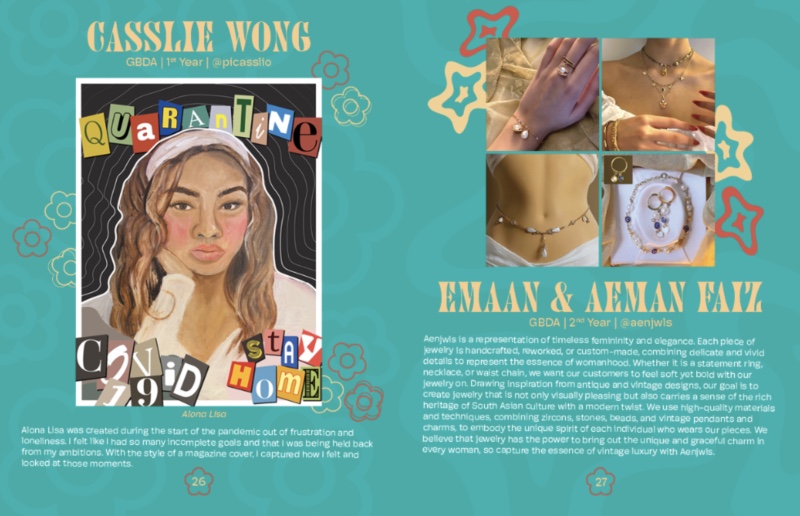 CASSLIE WONG
GBDA | 1st Year | @picasslio
QUARANTINE
COVID
19
STAY
HOME
Alona Lisa
Alona Lisa was created during the start of the pandemic out of frustration and
loneliness. I felt like I had so many incomplete goals and that I was being held back
from my ambitions. With the style of a magazine cover, I captured how I felt and
looked at those moments.
26
EMAAN & AEMAN FAIZ
GBDA | 2nd Year | @aenjwls
Aenjwls is a representation of timeless femininity and elegance. Each piece of
jewelry is handcrafted, reworked, or custom-made, combining delicate and vivid
details to represent the essence of womanhood. Whether it is a statement ring,
necklace, or waist chain, we want our customers to feel soft yet bold with our
jewelry on. Drawing inspiration from antique and vintage designs, our goal is to
create jewelry that is not only visually pleasing but also carries a sense of the rich
heritage of South Asian culture with a modern twist. We use high-quality materials
and techniques, combining zircons, stones, beads, and vintage pendants and
charms, to embody the unique spirit of each individual who wears our pieces. We
believe that jewelry has the power to bring out the unique and graceful charm in
every woman, so capture the essence of vintage luxury with Aenjwls.
27